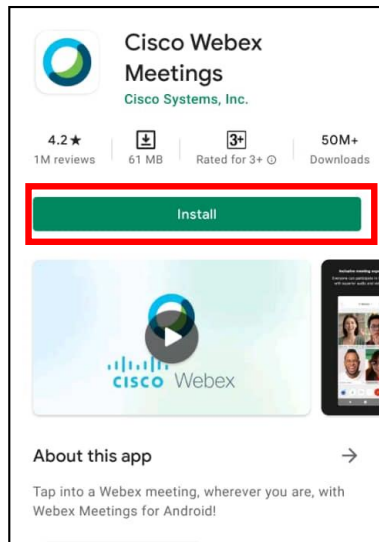 Cisco Webex
Meetings
Cisco Systems, Inc.
4.2★
1M reviews
61 MB
3+
Rated for 3+
50M+
Downloads
Install
CISCO Webex
About this app
Tap into a Webex meeting, wherever you are, with
Webex Meetings for Android!